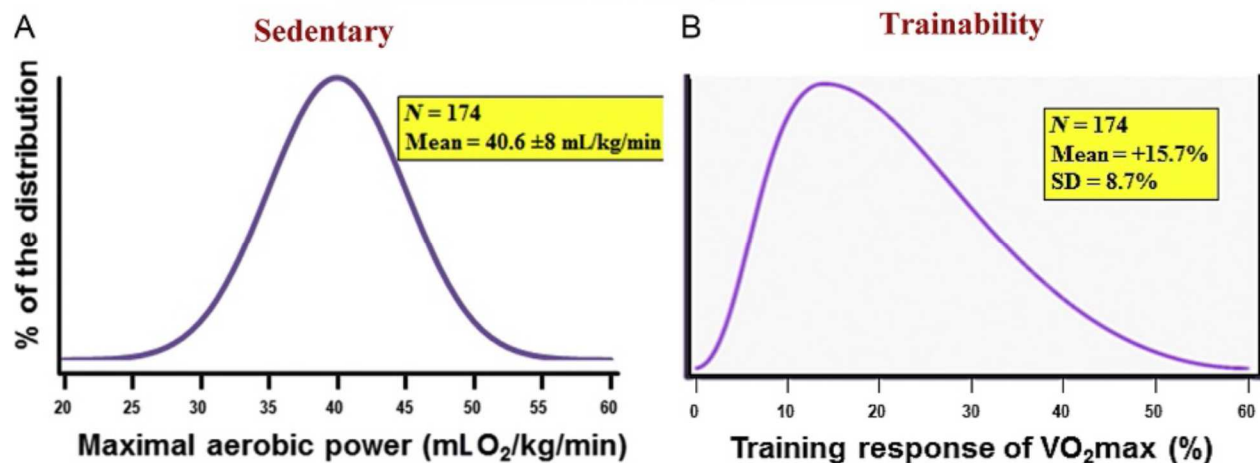 A
Sedentary
% of the distribution
N = 174
Mean = 40.6 ±8 mL/kg/min
20 25 30 35 40 45 50 55 60
Maximal aerobic power (mLO₂/kg/min)
B
Trainability
N = 174
Mean = +15.7%
SD = 8.7%
0 10 20 30 40 50 60
Training response of VO₂max (%)